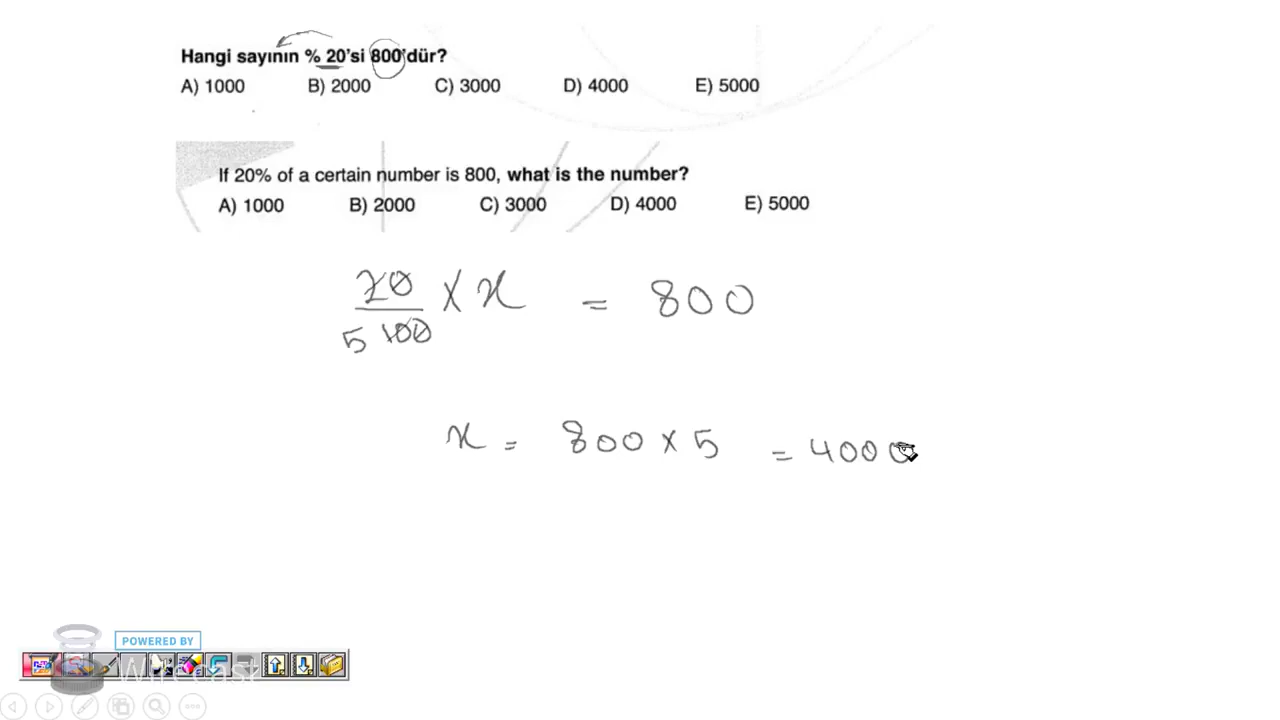 Hangi sayının % 20'si 800'dür?
A) 1000 B) 2000 C) 3000 D) 4000 E) 5000
If 20% of a certain number is 800, what is the number?
A) 1000 B) 2000 C) 3000 D) 4000 E) 5000
20 × x = 800
5 100
x = 800 × 5 = 4000
POWERED BY
Wirecast